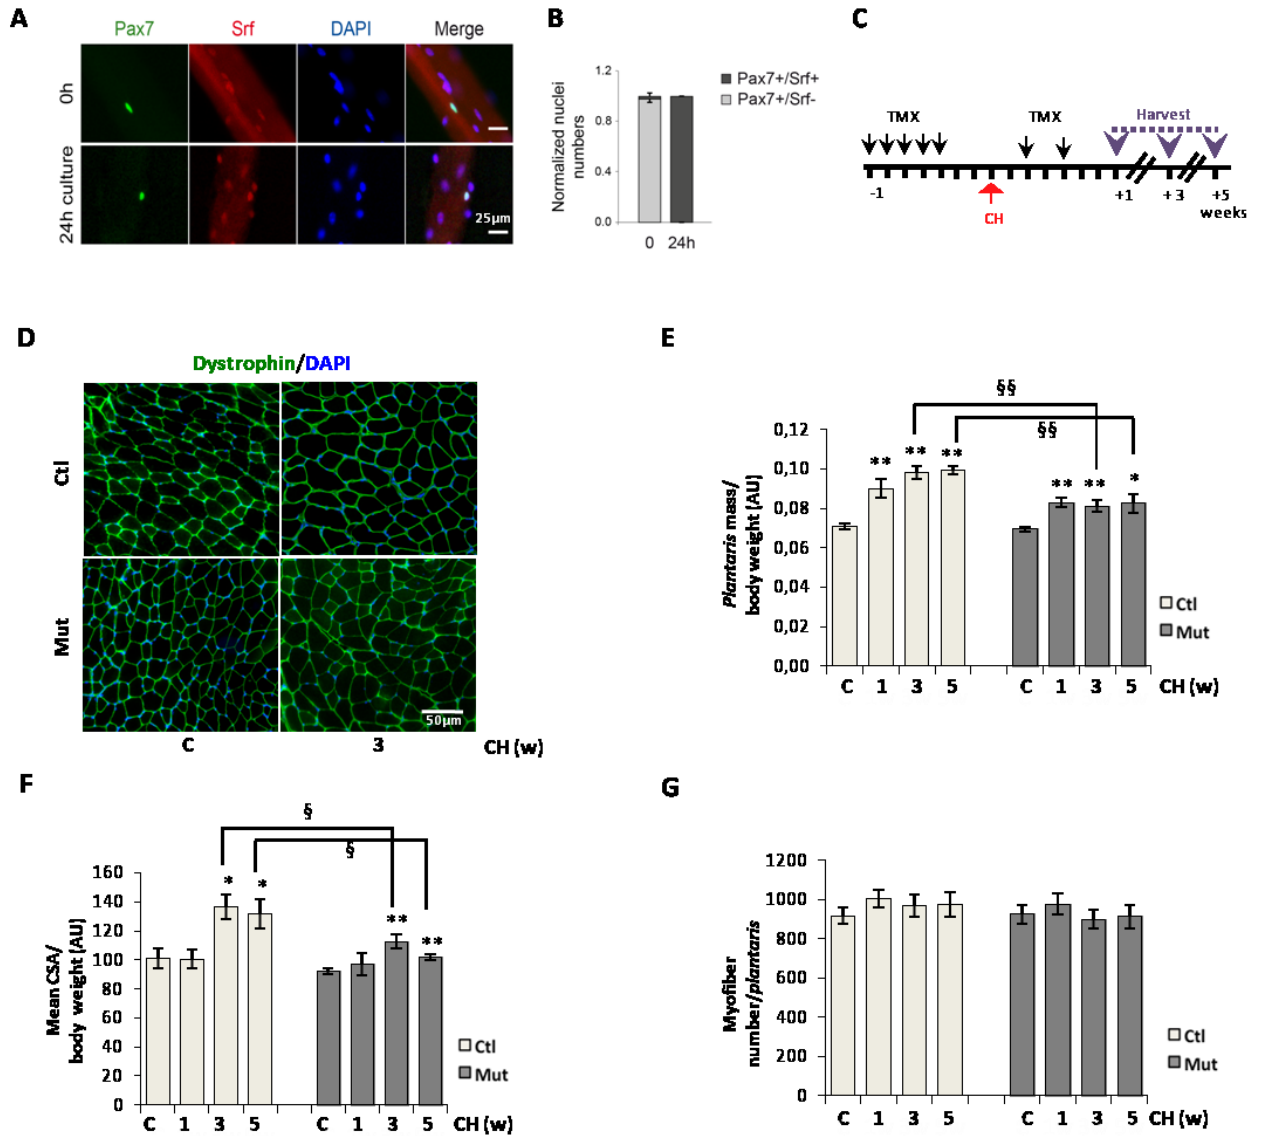 A
Pax7 Srf DAPI Merge
0h
24h culture
25µm
B
Normalized nuclei
numbers
1.2
0.8
0.4
0.0
0 24h
Pax7+/Srf+
Pax7+/Srf-
C
TMX TMX Harvest
-1 +1 +3 +5
weeks
CH
D
Dystrophin/DAPI
Ctl
Mut
50µm
C 3 CH (w)
E
Plantaris mass/
body weight (AU)
0,12
0,10
0,08
0,06
0,04
0,02
0,00
§§
§§
** ** ** ** ** *
C 1 3 5 C 1 3 5 CH (w)
Ctl
Mut
F
Mean CSA/
body weight (AU)
160
140
120
100
80
60
40
20
0
§
§
* * ** **
C 1 3 5 C 1 3 5 CH (w)
Ctl
Mut
G
Myofiber
number/plantaris
1200
1000
800
600
400
200
0
C 1 3 5 C 1 3 5 CH (w)
Ctl
Mut